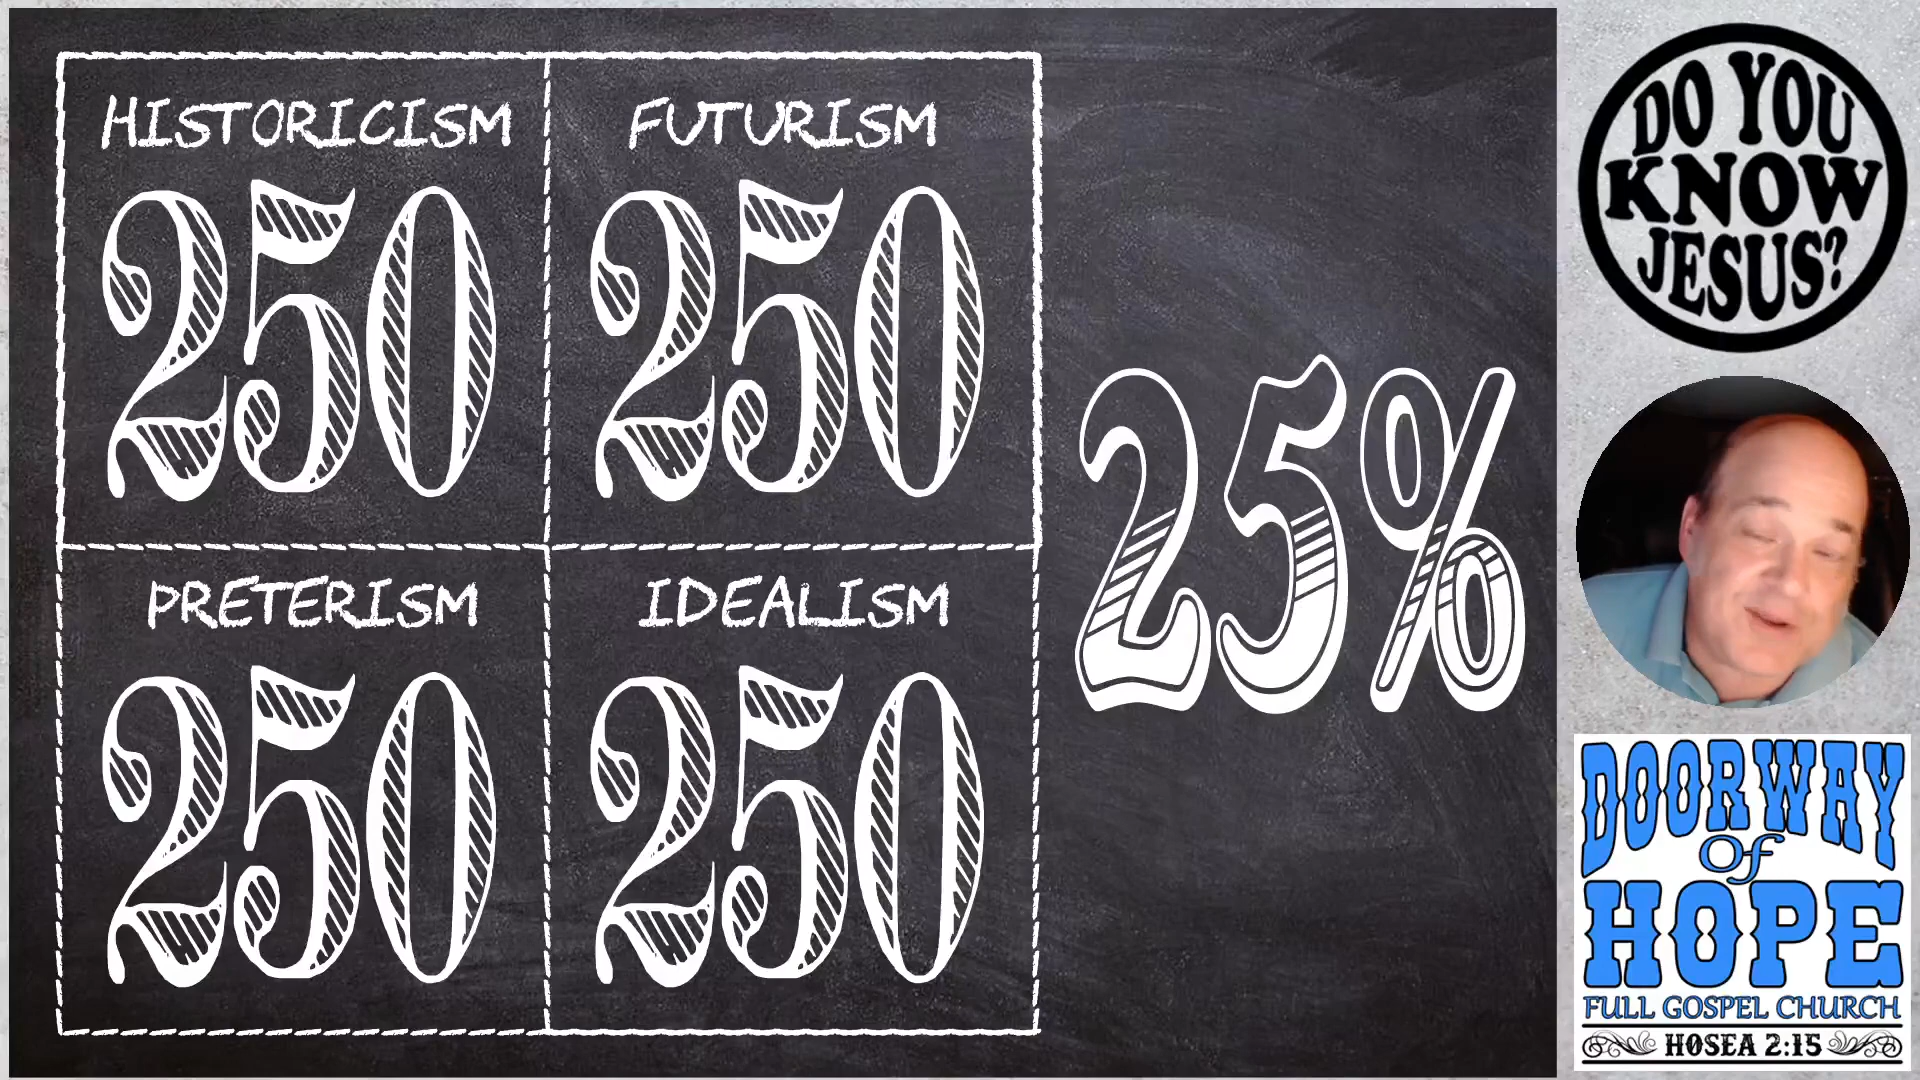 HISTORICISM
250
FUTURISM
250
PRETERISM
250
IDEALISM
250
25%
DO YOU
KNOW
JESUS?
DOORWAY
Of
HOPE
FULL GOSPEL CHURCH
HOSEA 2:15